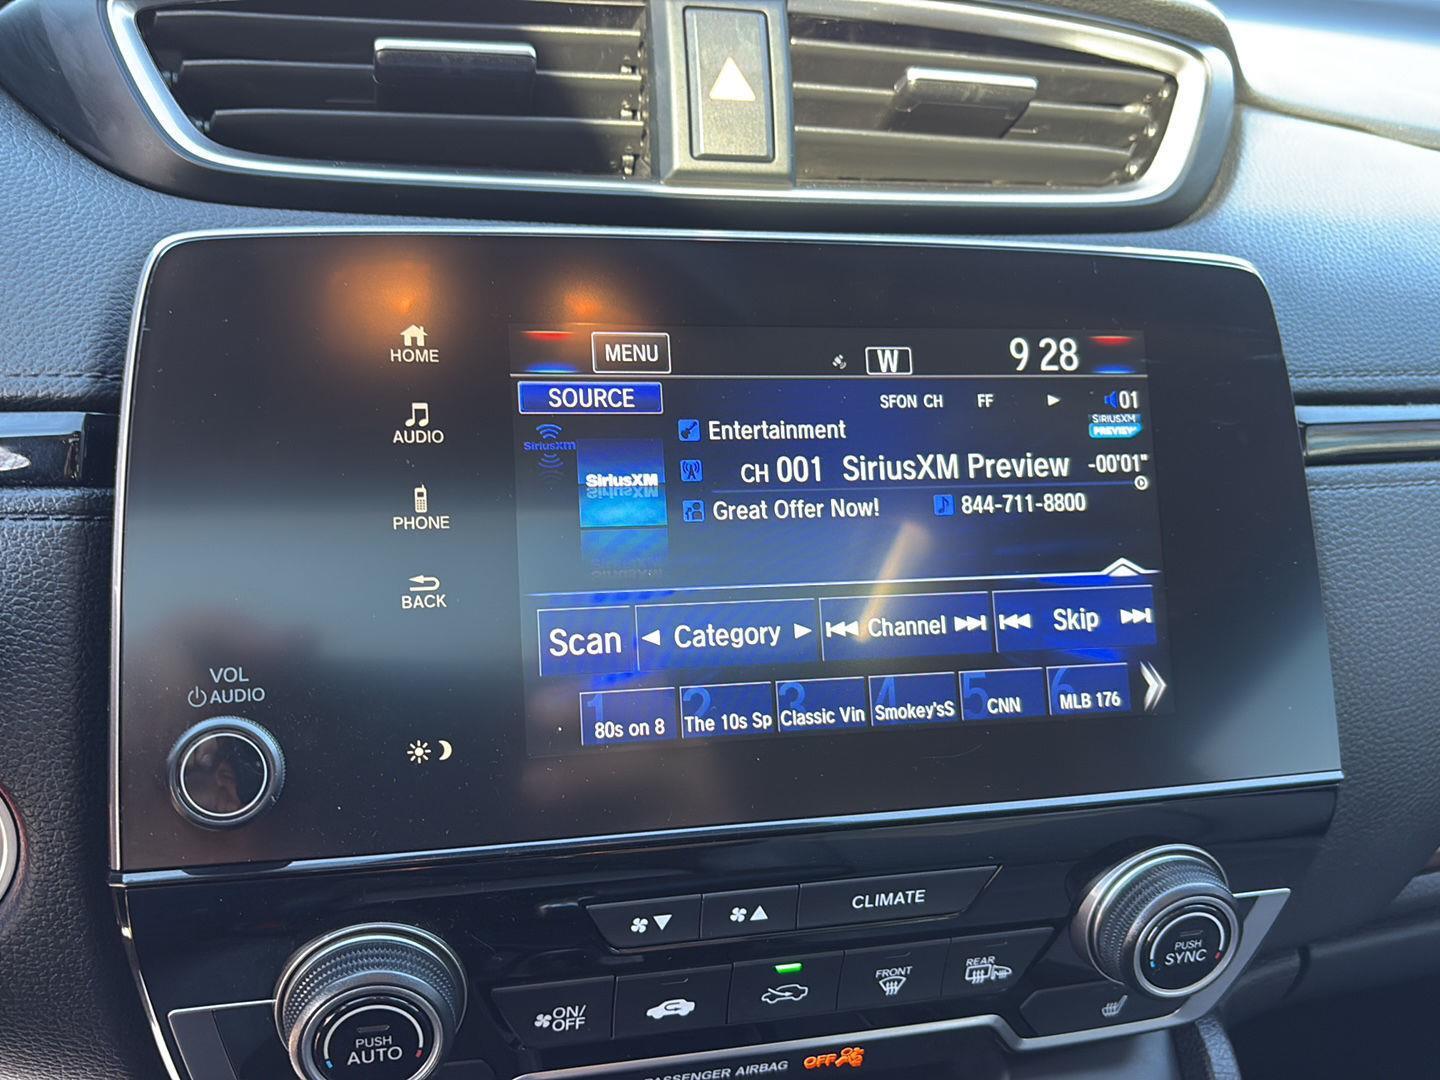 MENU
W
9 28
SOURCE
SFON CH FF
01
SiriusXM
SiriusXM
Entertainment
SIRIUSXM
PREVIEW
CH 001 SiriusXM Preview -00'01"
Great Offer Now!
844-711-8800
Scan
Category
Channel
Skip
1 80s on 8
2 The 10s Sp
3 Classic Vin
4 Smokey'sS
5 CNN
6 MLB 176
HOME
AUDIO
PHONE
BACK
VOL
AUDIO
CLIMATE
PUSH
AUTO
ON/
OFF
FRONT
REAR
PUSH
SYNC
PASSENGER AIRBAG OFF